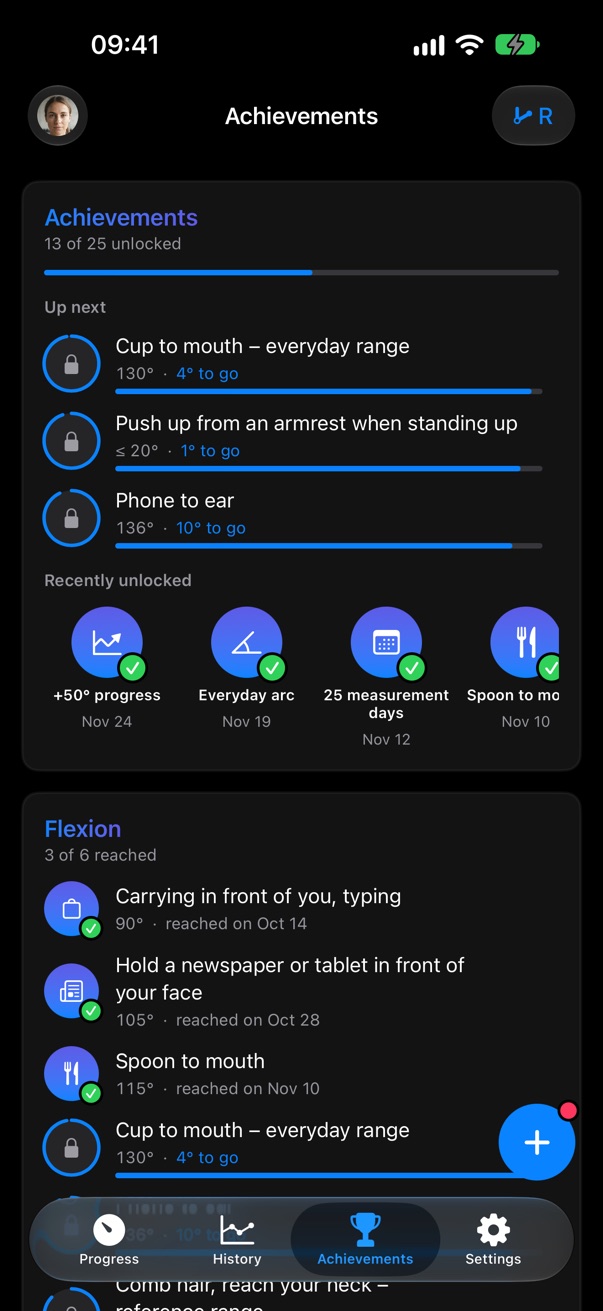 09:41
Achievements
R
Achievements
13 of 25 unlocked
Up next
Cup to mouth – everyday range
130° · 4° to go
Push up from an armrest when standing up
≤ 20° · 1° to go
Phone to ear
136° · 10° to go
Recently unlocked
+50° progress
Nov 24
Everyday arc
Nov 19
25 measurement
days
Nov 12
Spoon to mo
Nov 10
Flexion
3 of 6 reached
Carrying in front of you, typing
90° · reached on Oct 14
Hold a newspaper or tablet in front of
your face
105° · reached on Oct 28
Spoon to mouth
115° · reached on Nov 10
Cup to mouth – everyday range
130° · 4° to go
Progress
History
Achievements
Settings
Comb hair, reach your neck –
reference range